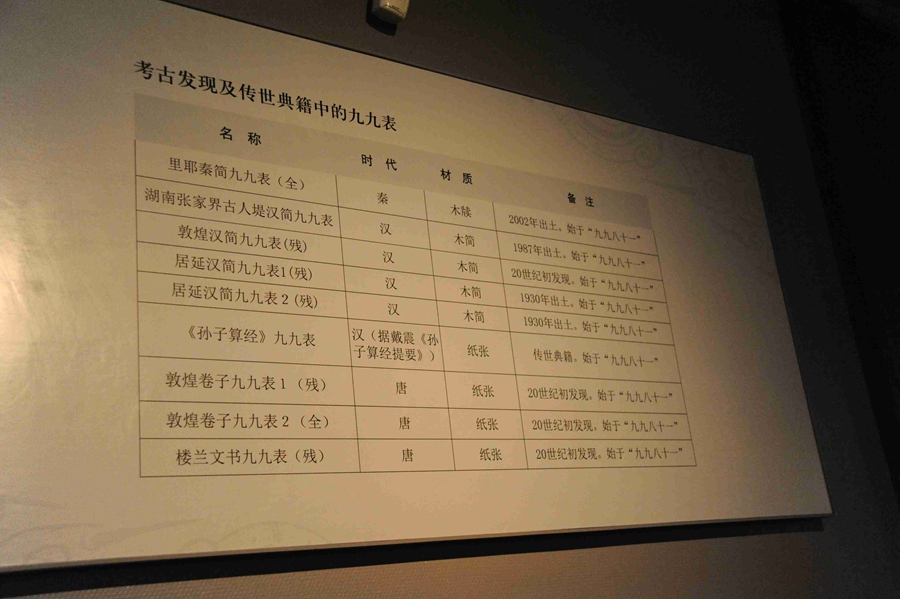 考古发现及传世典籍中的九九表
名 称 时 代 材 质 备 注
里耶秦简九九表（全） 秦 木牍 2002年出土。始于“九九八十一”
湖南张家界古人堤汉简九九表 汉 木简 1987年出土。始于“九九八十一”
敦煌汉简九九表(残) 汉 木简 20世纪初发现。始于“九九八十一”
居延汉简九九表1(残) 汉 木简 1930年出土。始于“九九八十一”
居延汉简九九表 2 (残) 汉 木简 1930年出土。始于“九九八十一”
《孙子算经》九九表 汉（据戴震《孙子算经提要》） 纸张 传世典籍。始于“九九八十一”
敦煌卷子九九表 1 （残） 唐 纸张 20世纪初发现。始于“九九八十一”
敦煌卷子九九表 2 （全） 唐 纸张 20世纪初发现。始于“九九八十一”
楼兰文书九九表（残） 唐 纸张 20世纪初发现。始于“九九八十一”